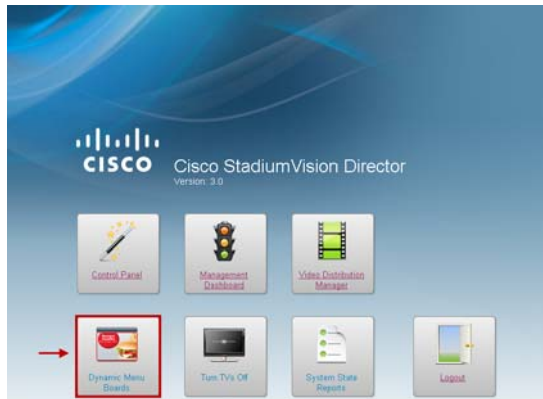 CISCO
Cisco StadiumVision Director
Version: 3.0
Control Panel
Management
Dashboard
Video Distribution
Manager
Dynamic Menu
Boards
Turn TVs Off
System State
Reports
Logout